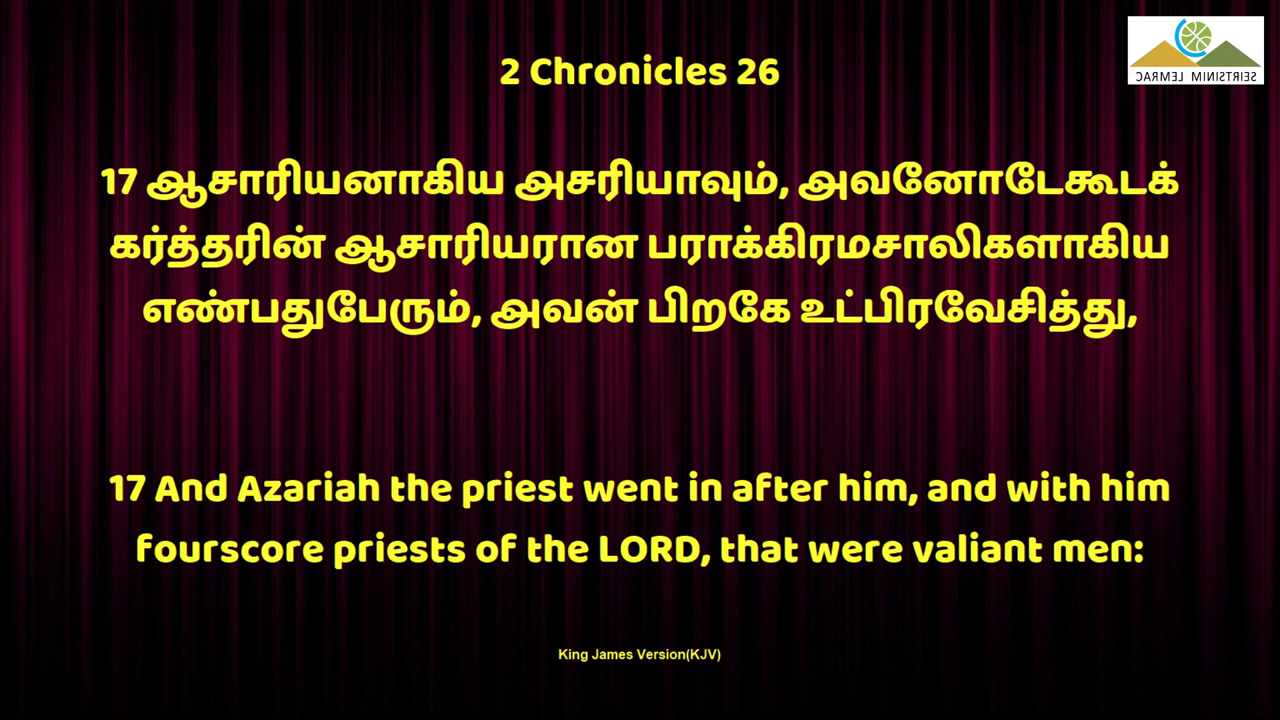 CARMEL MINISTRIES
2 Chronicles 26
17 ஆசாரியனாகிய அசரியாவும், அவனோடேகூடக்
கர்த்தரின் ஆசாரியரான பராக்கிரமசாலிகளாகிய
எண்பதுபேரும், அவன் பிறகே உட்பிரவேசித்து,
17 And Azariah the priest went in after him, and with him
fourscore priests of the LORD, that were valiant men:
King James Version(KJV)